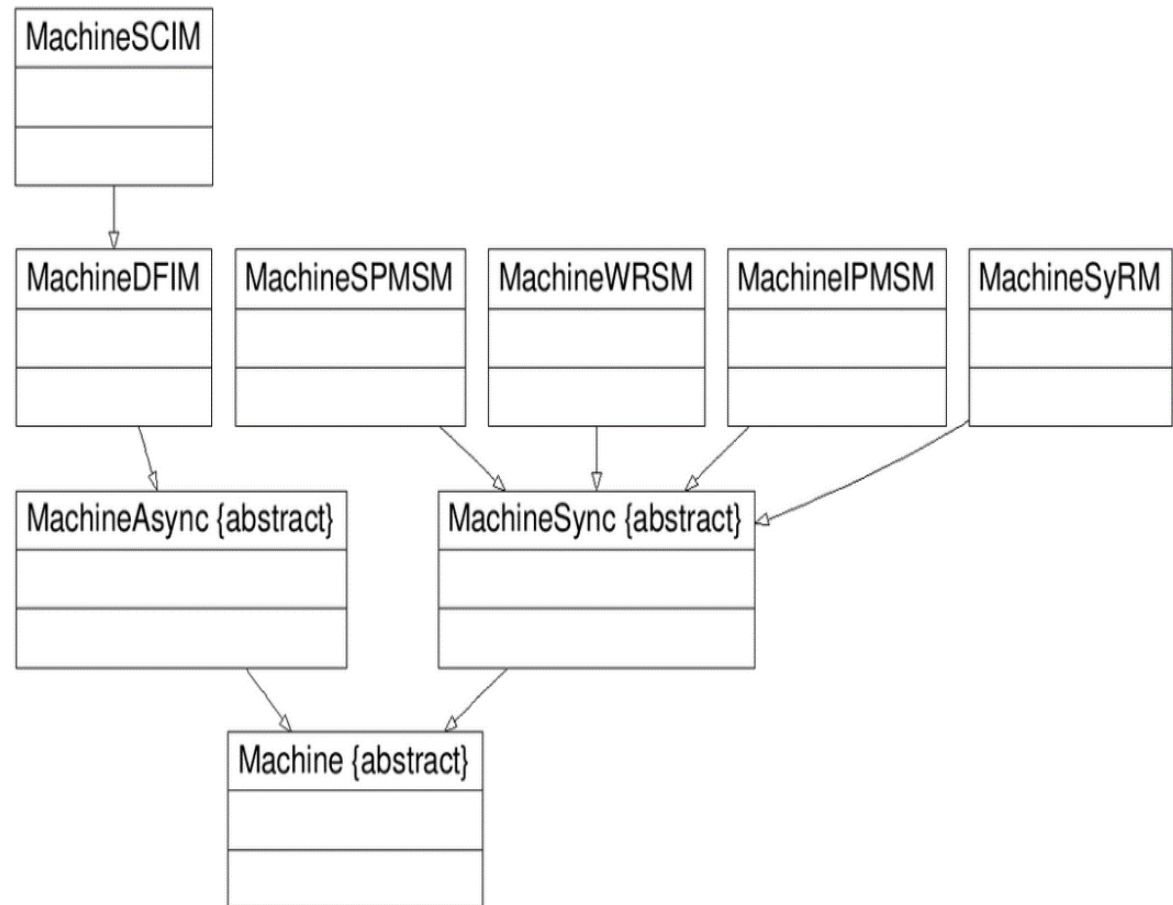 MachineSCIM
MachineDFIM
MachineSPMSM
MachineWRSM
MachineIPMSM
MachineSyRM
MachineAsync {abstract}
MachineSync {abstract}
Machine {abstract}